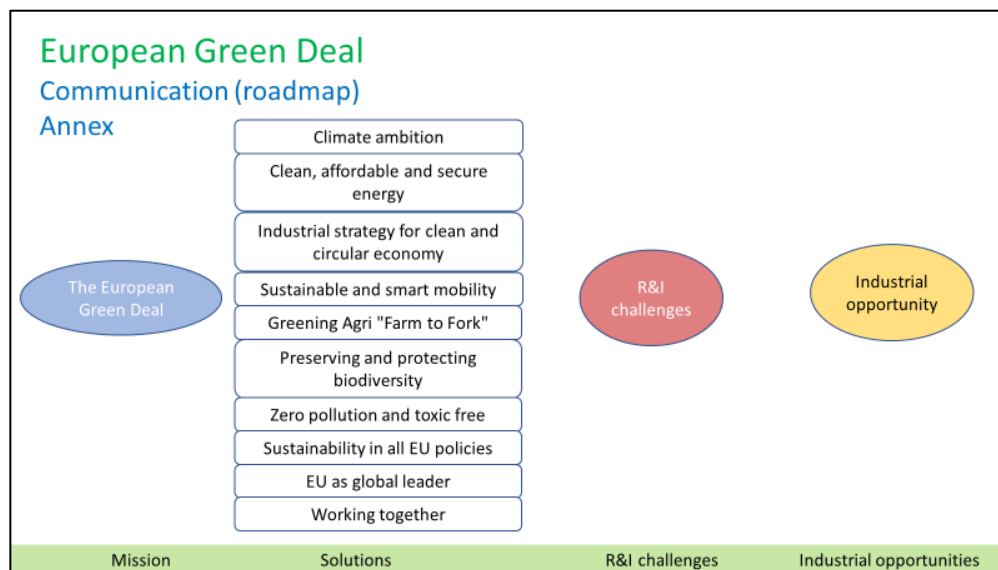 European Green Deal
Communication (roadmap)
Annex
Climate ambition
Clean, affordable and secure
energy
Industrial strategy for clean and
circular economy
Sustainable and smart mobility
Greening Agri "Farm to Fork"
Preserving and protecting
biodiversity
Zero pollution and toxic free
Sustainability in all EU policies
EU as global leader
Working together
The European
Green Deal
R&I
challenges
Industrial
opportunity
Mission
Solutions
R&I challenges
Industrial opportunities